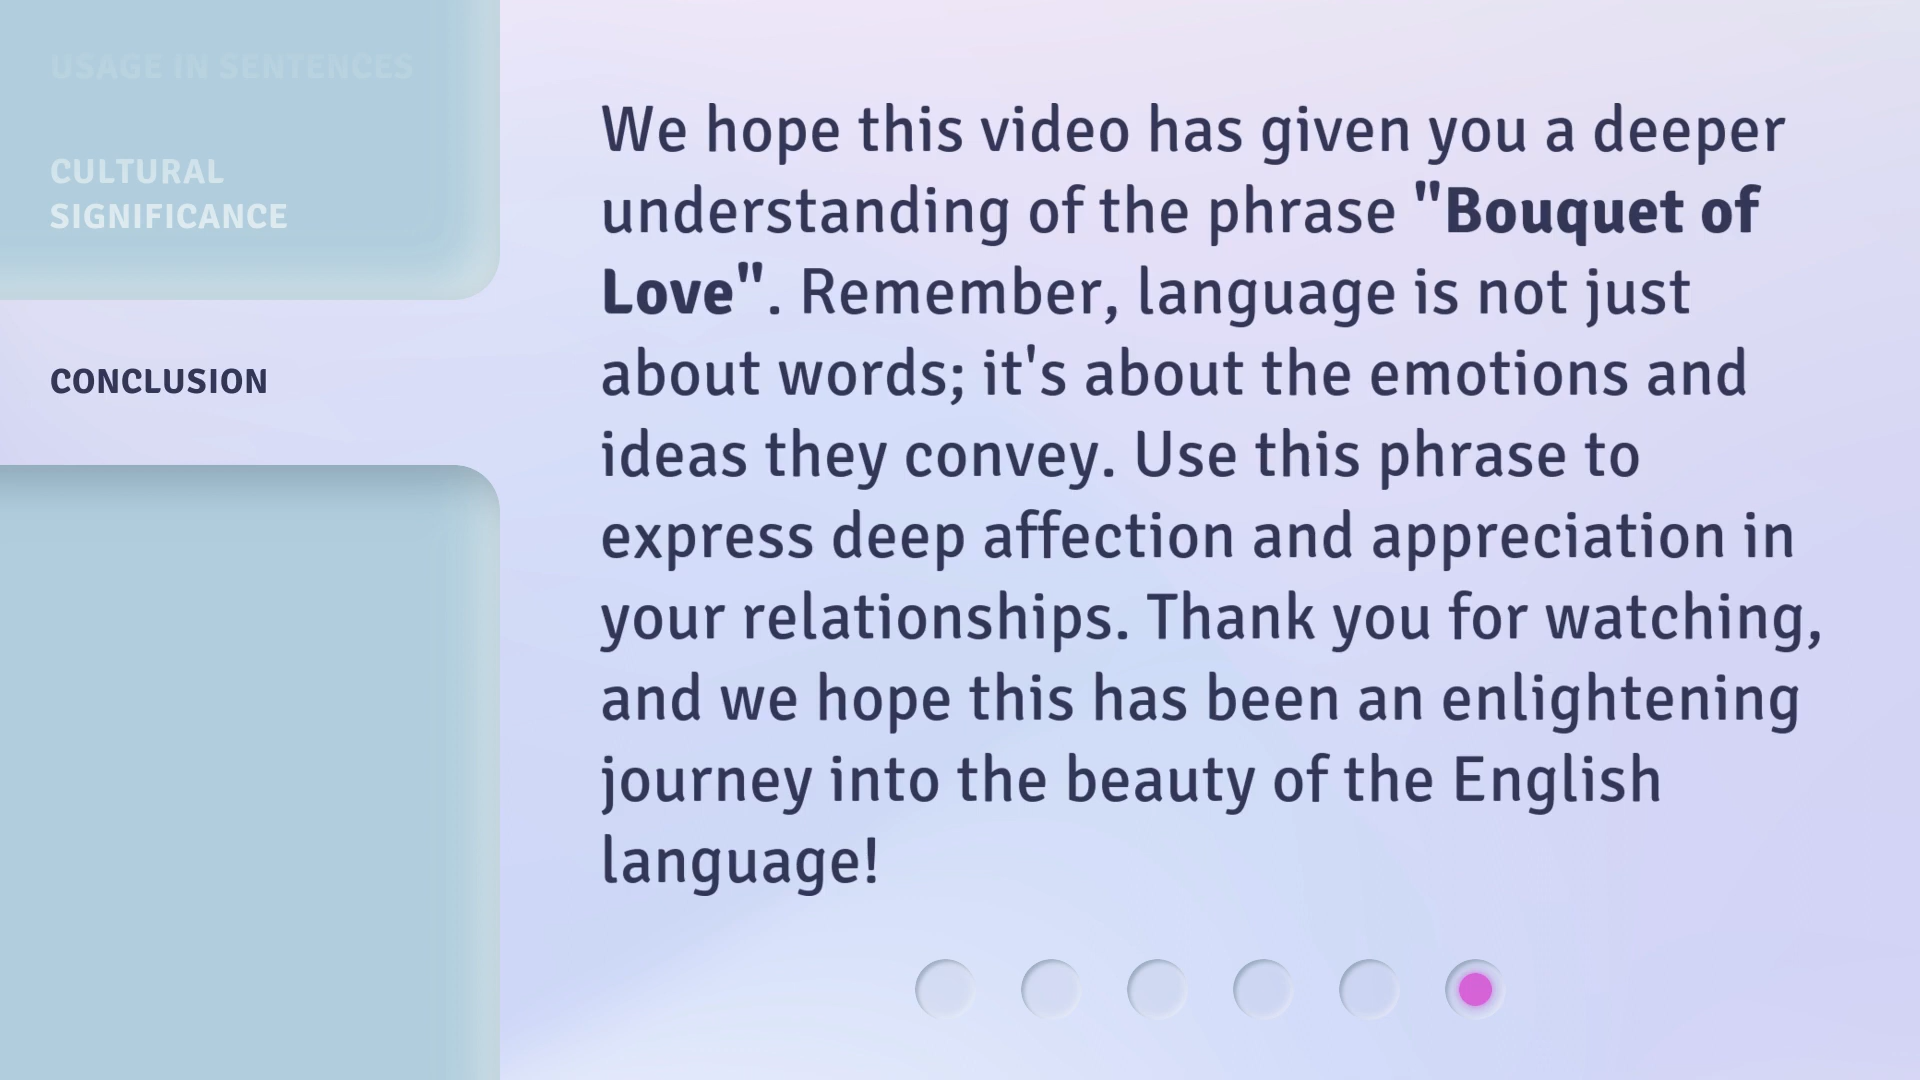 USAGE IN SENTENCES
CULTURAL
SIGNIFICANCE
CONCLUSION
We hope this video has given you a deeper
understanding of the phrase "Bouquet of
Love". Remember, language is not just
about words; it's about the emotions and
ideas they convey. Use this phrase to
express deep affection and appreciation in
your relationships. Thank you for watching,
and we hope this has been an enlightening
journey into the beauty of the English
language!